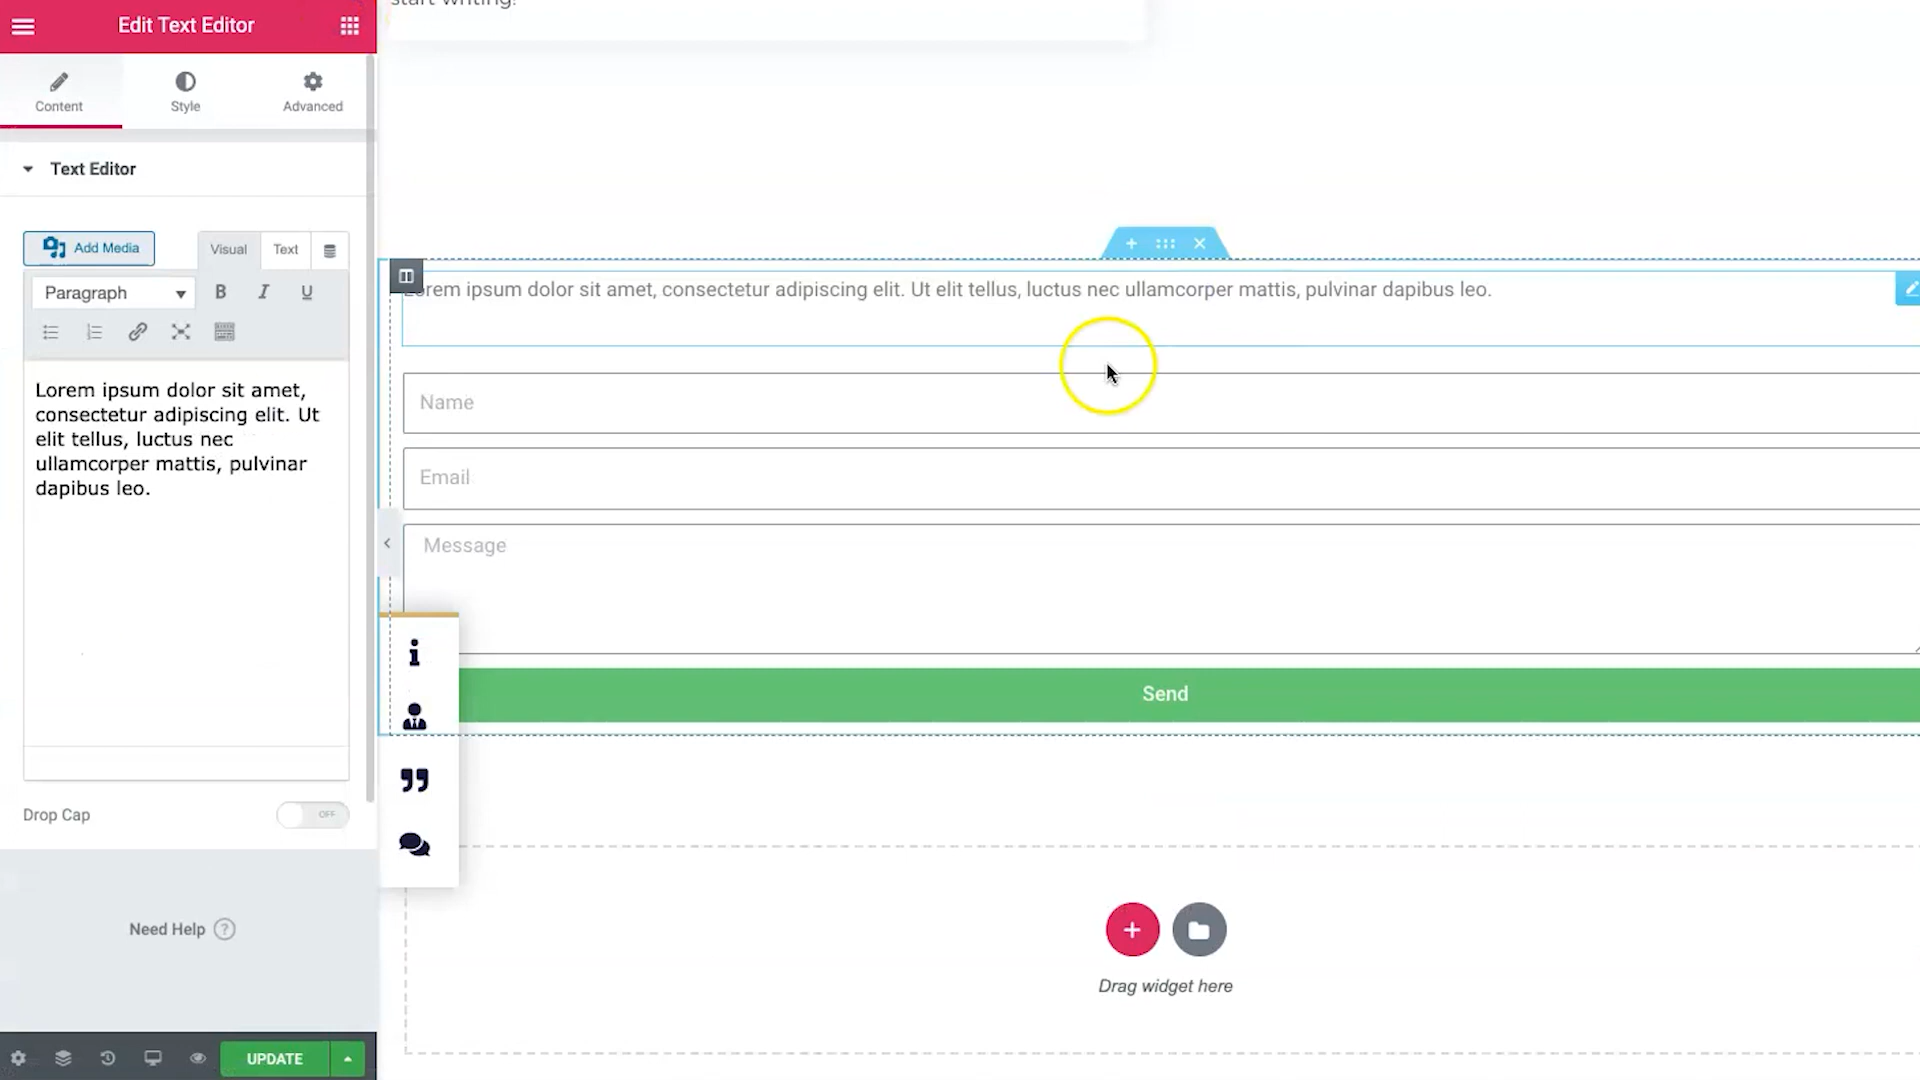 start writing!
Edit Text Editor
Content
Style
Advanced
Text Editor
Add Media
Visual
Text
Paragraph
B
I
U
Lorem ipsum dolor sit amet,
consectetur adipiscing elit. Ut
elit tellus, luctus nec
ullamcorper mattis, pulvinar
dapibus leo.
Drop Cap
OFF
Need Help ?
UPDATE
Lorem ipsum dolor sit amet, consectetur adipiscing elit. Ut elit tellus, luctus nec ullamcorper mattis, pulvinar dapibus leo.
Name
Email
Message
Send
Drag widget here